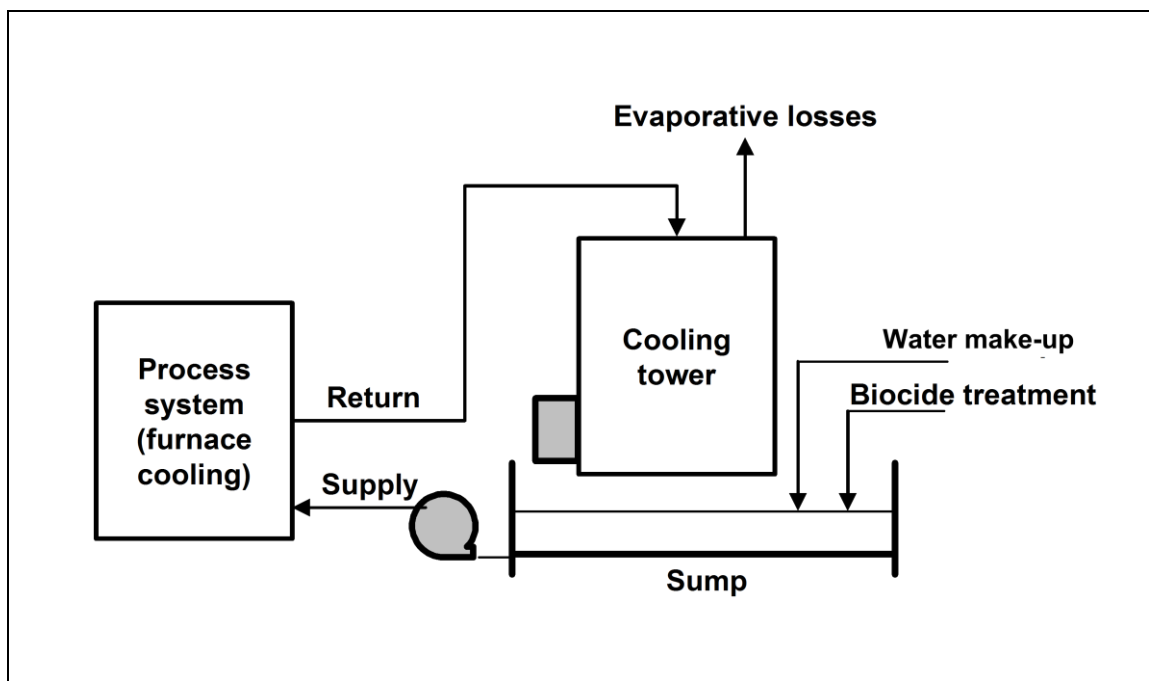 Evaporative losses
Cooling
tower
Water make-up
Biocide treatment
Process
system
(furnace
cooling)
Return
Supply
Sump